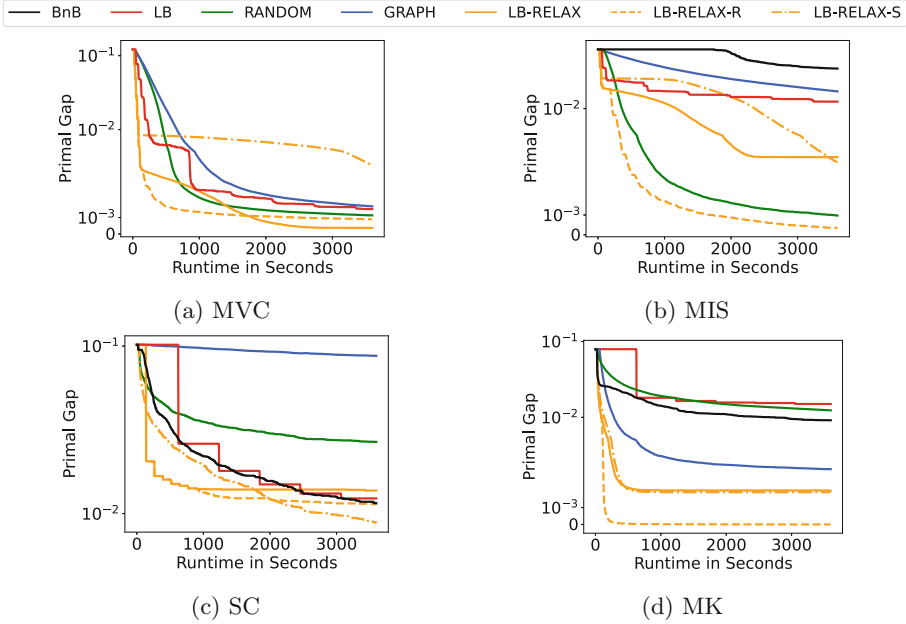 BnB LB RANDOM GRAPH LB-RELAX LB-RELAX-R LB-RELAX-S
Primal Gap
10⁻¹
10⁻²
10⁻³
0
0 1000 2000 3000
Runtime in Seconds
(a) MVC
Primal Gap
10⁻²
10⁻³
0
0 1000 2000 3000
Runtime in Seconds
(b) MIS
Primal Gap
10⁻¹
10⁻²
0 1000 2000 3000
Runtime in Seconds
(c) SC
Primal Gap
10⁻¹
10⁻²
10⁻³
0
0 1000 2000 3000
Runtime in Seconds
(d) MK